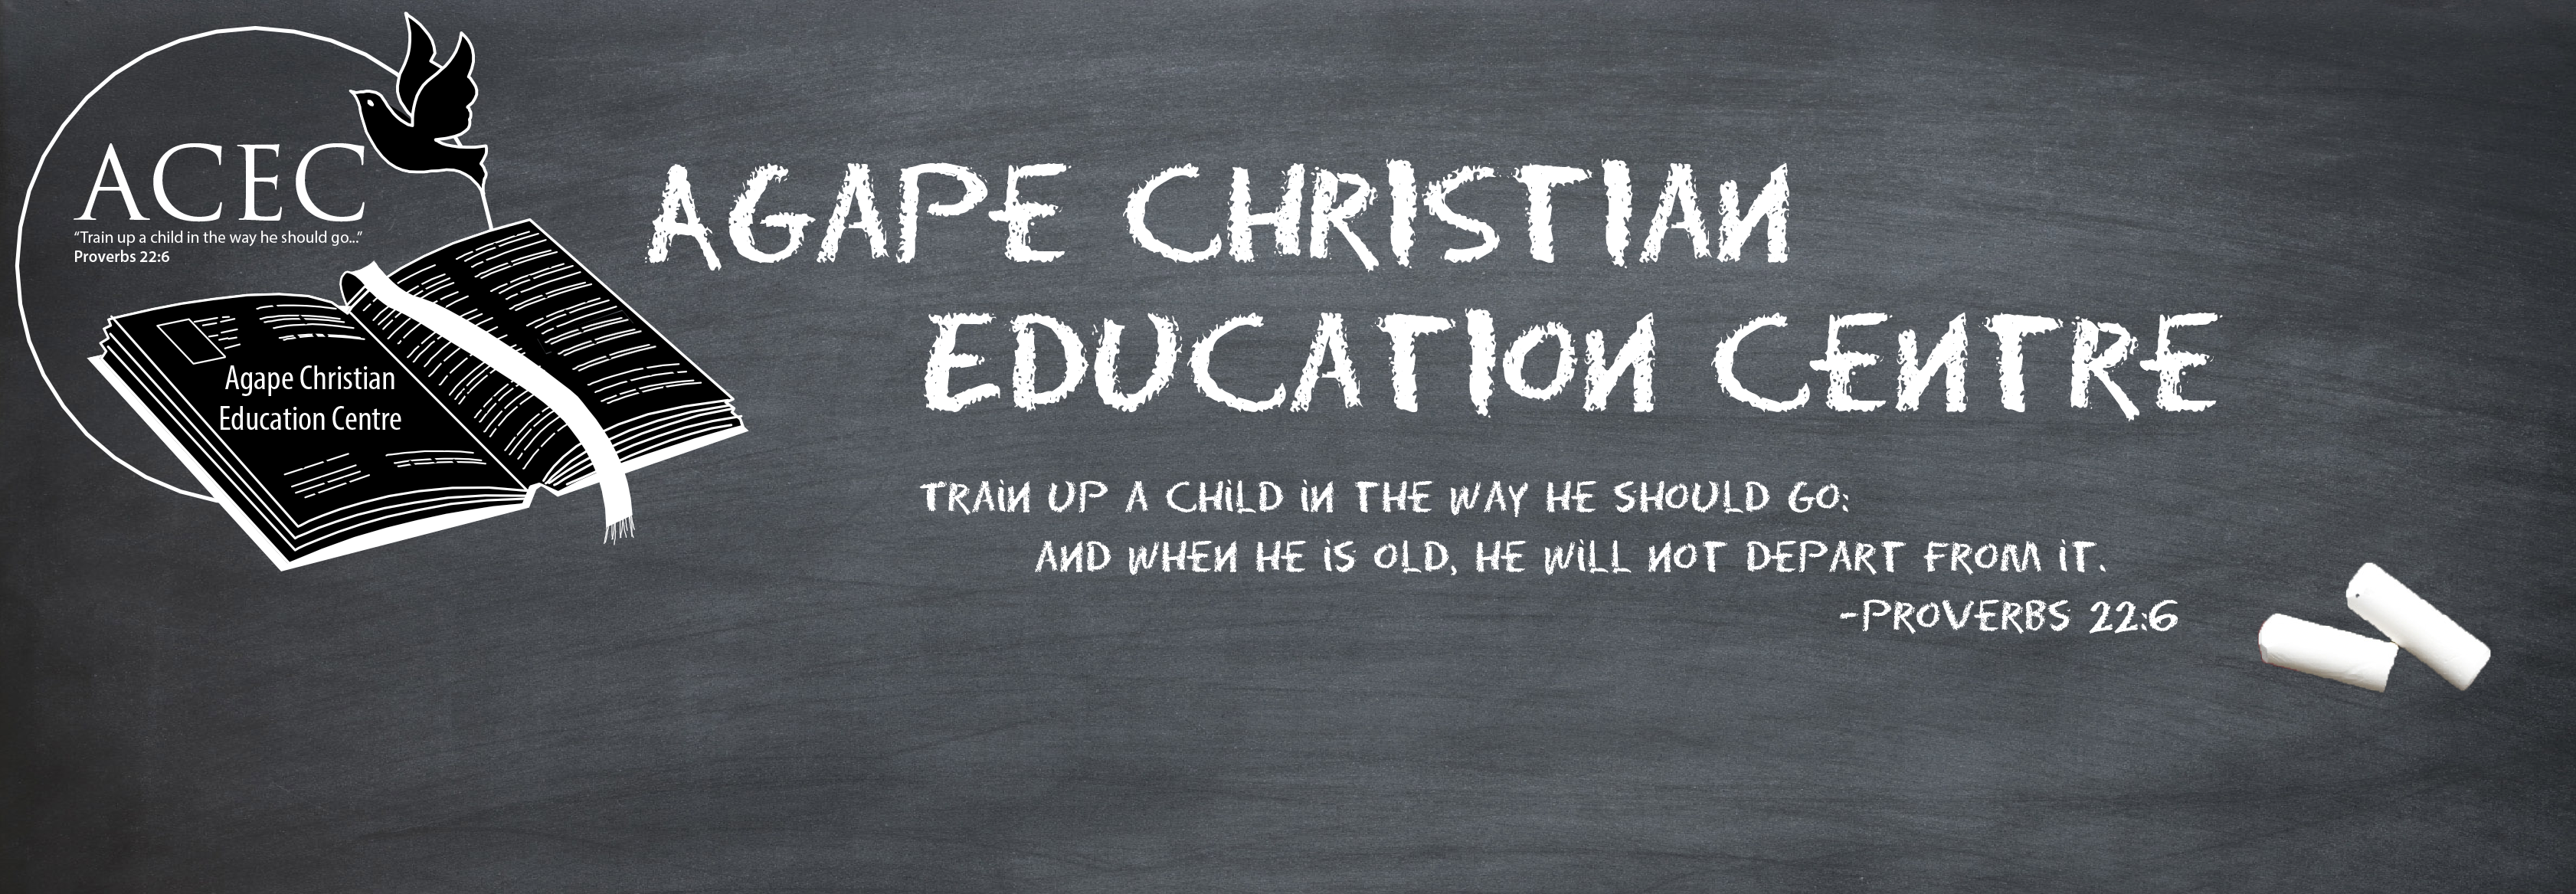 ACEC
“Train up a child in the way he should go...”
Proverbs 22:6
Agape Christian
Education Centre
AGAPE CHRISTIAN
EDUCATION CENTRE
TRAiN UP A CHiLD iN THE WAY HE SHOULD GO:
AND WHEN HE iS OLD, HE WiLL NOT DEPART FROM iT.
-PROVERBS 22:6